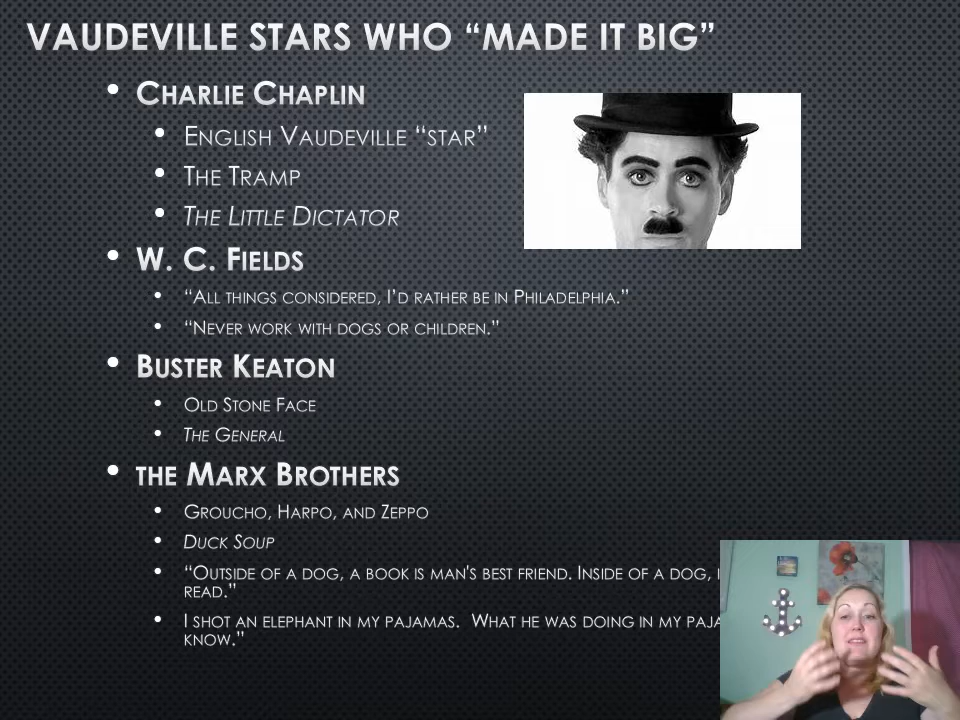 VAUDEVILLE STARS WHO “MADE IT BIG”
• CHARLIE CHAPLIN
• ENGLISH VAUDEVILLE “STAR”
• THE TRAMP
• THE LITTLE DICTATOR
• W. C. FIELDS
• “ALL THINGS CONSIDERED, I’D RATHER BE IN PHILADELPHIA.”
• “NEVER WORK WITH DOGS OR CHILDREN.”
• BUSTER KEATON
• OLD STONE FACE
• THE GENERAL
• THE MARX BROTHERS
• GROUCHO, HARPO, AND ZEPPO
• DUCK SOUP
• “OUTSIDE OF A DOG, A BOOK IS MAN'S BEST FRIEND. INSIDE OF A DOG,
READ.”
• I SHOT AN ELEPHANT IN MY PAJAMAS. WHAT HE WAS DOING IN MY
KNOW.”